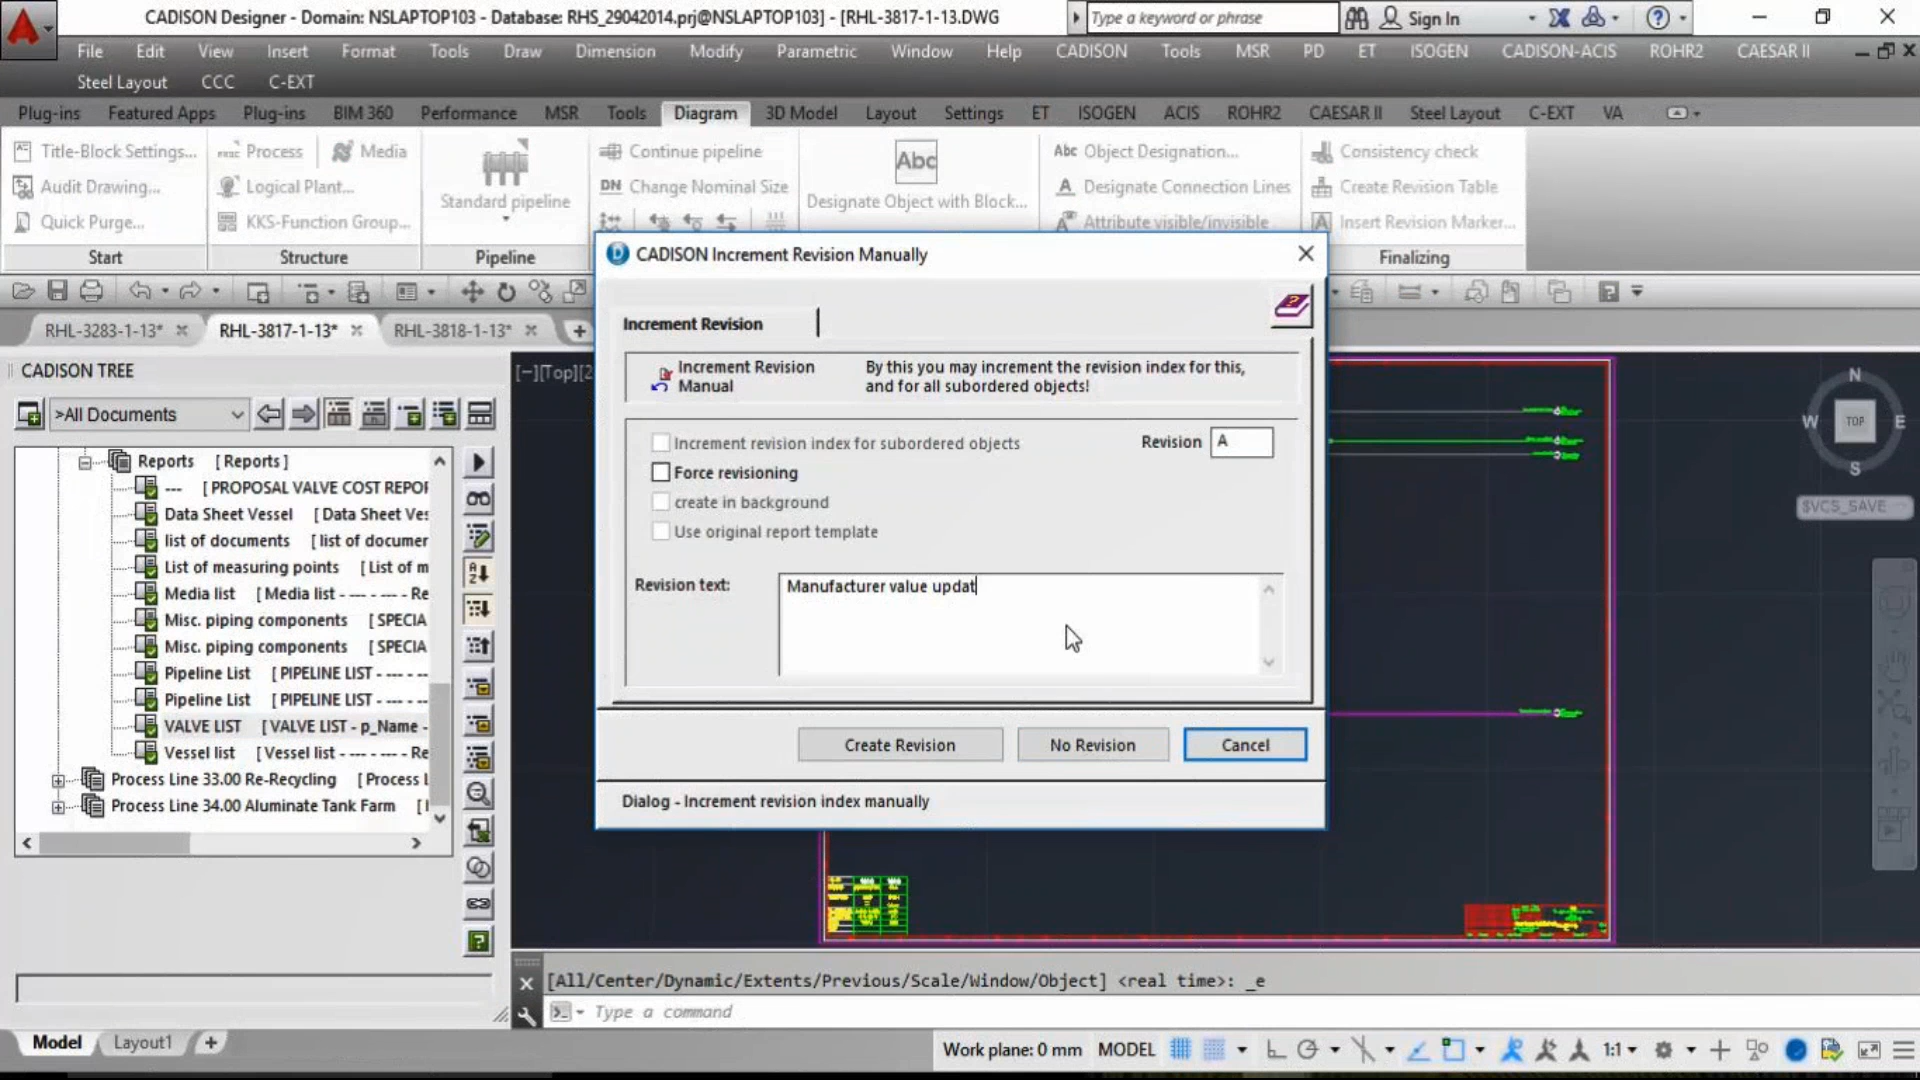 CADISON Designer - Domain: NSLAPTOP103 - Database: RHS_29042014.prj@NSLAPTOP103] - [RHL-3817-1-13.DWG
Type a keyword or phrase
Sign In
File Edit View Insert Format Tools Draw Dimension Modify Parametric Window Help CADISON Tools MSR PD ET ISOGEN CADISON-ACIS ROHR2 CAESAR II
Steel Layout CCC C-EXT
Plug-ins Featured Apps Plug-ins BIM 360 Performance MSR Tools Diagram 3D Model Layout Settings ET ISOGEN ACIS ROHR2 CAESAR II Steel Layout C-EXT VA
Title-Block Settings...
Audit Drawing...
Quick Purge...
Start
Process Media
Logical Plant...
KKS-Function Group...
Structure
Standard pipeline
Pipeline
Continue pipeline
DN Change Nominal Size
Abc
Designate Object with Block...
Abc Object Designation...
Designate Connection Lines
Attribute visible/invisible
Consistency check
Create Revision Table
Insert Revision Marker...
Finalizing
RHL-3283-1-13* RHL-3817-1-13* RHL-3818-1-13*
CADISON TREE
>All Documents
Reports [ Reports ]
--- [ PROPOSAL VALVE COST REPOR
Data Sheet Vessel [ Data Sheet Ves
list of documents [ list of documer
List of measuring points [ List of m
Media list [ Media list - --- - --- - Re
Misc. piping components [ SPECIA
Misc. piping components [ SPECIA
Pipeline List [ PIPELINE LIST - --- - --
Pipeline List [ PIPELINE LIST - --- - --
VALVE LIST [ VALVE LIST - p_Name -
Vessel list [ Vessel list - --- - --- - Re
Process Line 33.00 Re-Recycling [ Process L
Process Line 34.00 Aluminate Tank Farm [
[−][Top][2
CADISON Increment Revision Manually
Increment Revision
Increment Revision
Manual
By this you may increment the revision index for this,
and for all subordered objects!
Increment revision index for subordered objects
Revision A
Force revisioning
create in background
Use original report template
Revision text:
Manufacturer value updat
Create Revision No Revision Cancel
Dialog - Increment revision index manually
N
W TOP E
S
$VCS_SAVE
[All/Center/Dynamic/Extents/Previous/Scale/Window/Object] <real time>: _e
Type a command
Model Layout1
Work plane: 0 mm MODEL 1:1